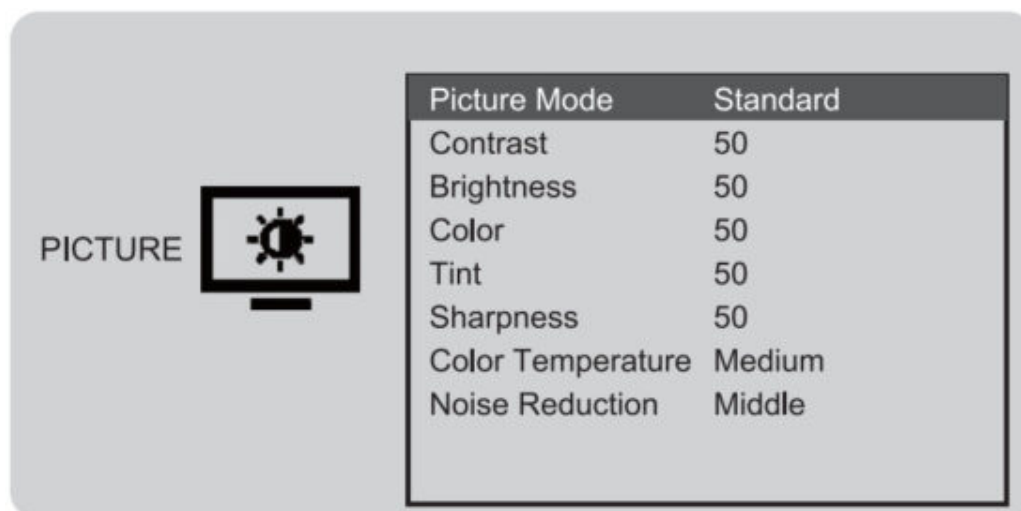 PICTURE
Picture Mode Standard
Contrast 50
Brightness 50
Color 50
Tint 50
Sharpness 50
Color Temperature Medium
Noise Reduction Middle